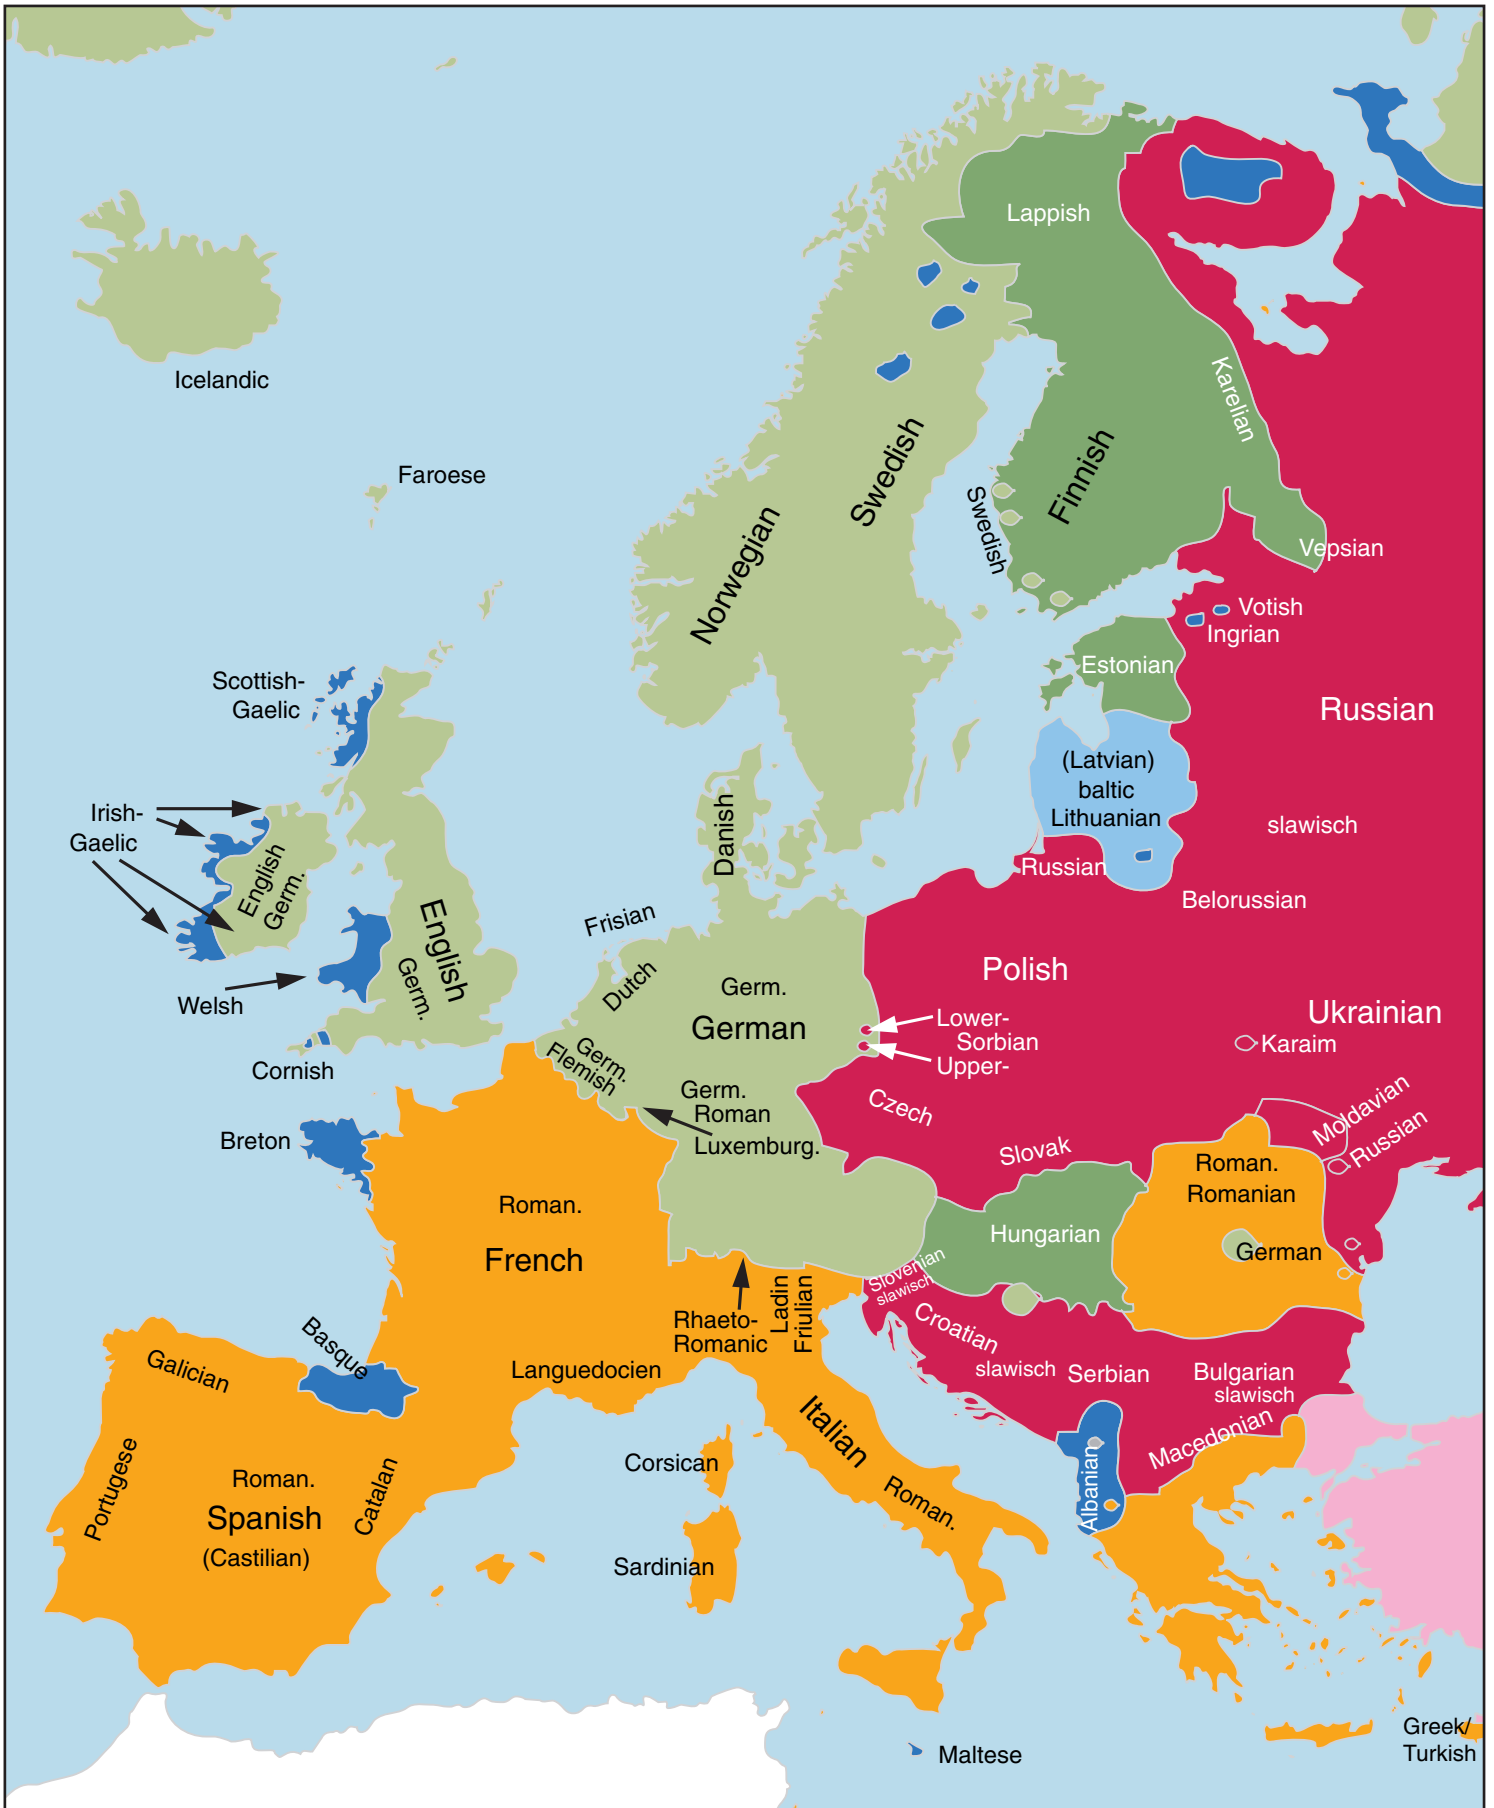 Lappish
Icelandic
Karelian
Faroese
Swedish
Finnish
Swedish
Norwegian
Vepsian
Votish
Ingrian
Estonian
Scottish-
Gaelic
Russian
(Latvian)
baltic
Lithuanian
Irish-
Gaelic
Danish
slawisch
English
Germ.
Russian
Belorussian
Frisian
English
Germ.
Polish
Dutch
Germ.
German
Welsh
Ukrainian
Lower-
Sorbian
Upper-
Karaim
Cornish
Germ.
Flemish
Germ.
Roman
Luxemburg.
Czech
Moldavian
Russian
Breton
Slovak
Roman.
Romanian
Roman.
French
Hungarian
German
Slovenian
slawisch
Rhaeto-
Romanic
Ladin
Friulian
Croatian
Basque
Galician
Languedocien
slawisch
Serbian
Bulgarian
slawisch
Macedonian
Italian
Roman.
Albanian
Corsican
Portugese
Roman.
Spanish
(Castilian)
Catalan
Sardinian
Greek/
Turkish
Maltese